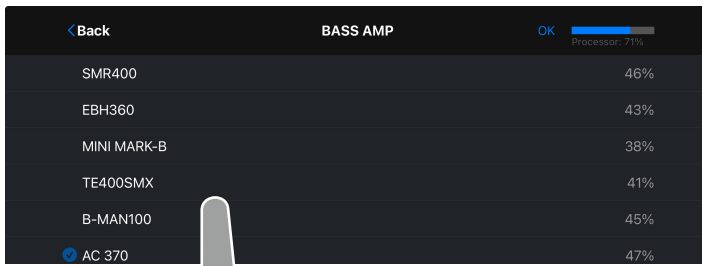 Back BASS AMP OK
Processor: 71%
SMR400 46%
EBH360 43%
MINI MARK-B 38%
TE400SMX 41%
B-MAN100 45%
AC 370 47%